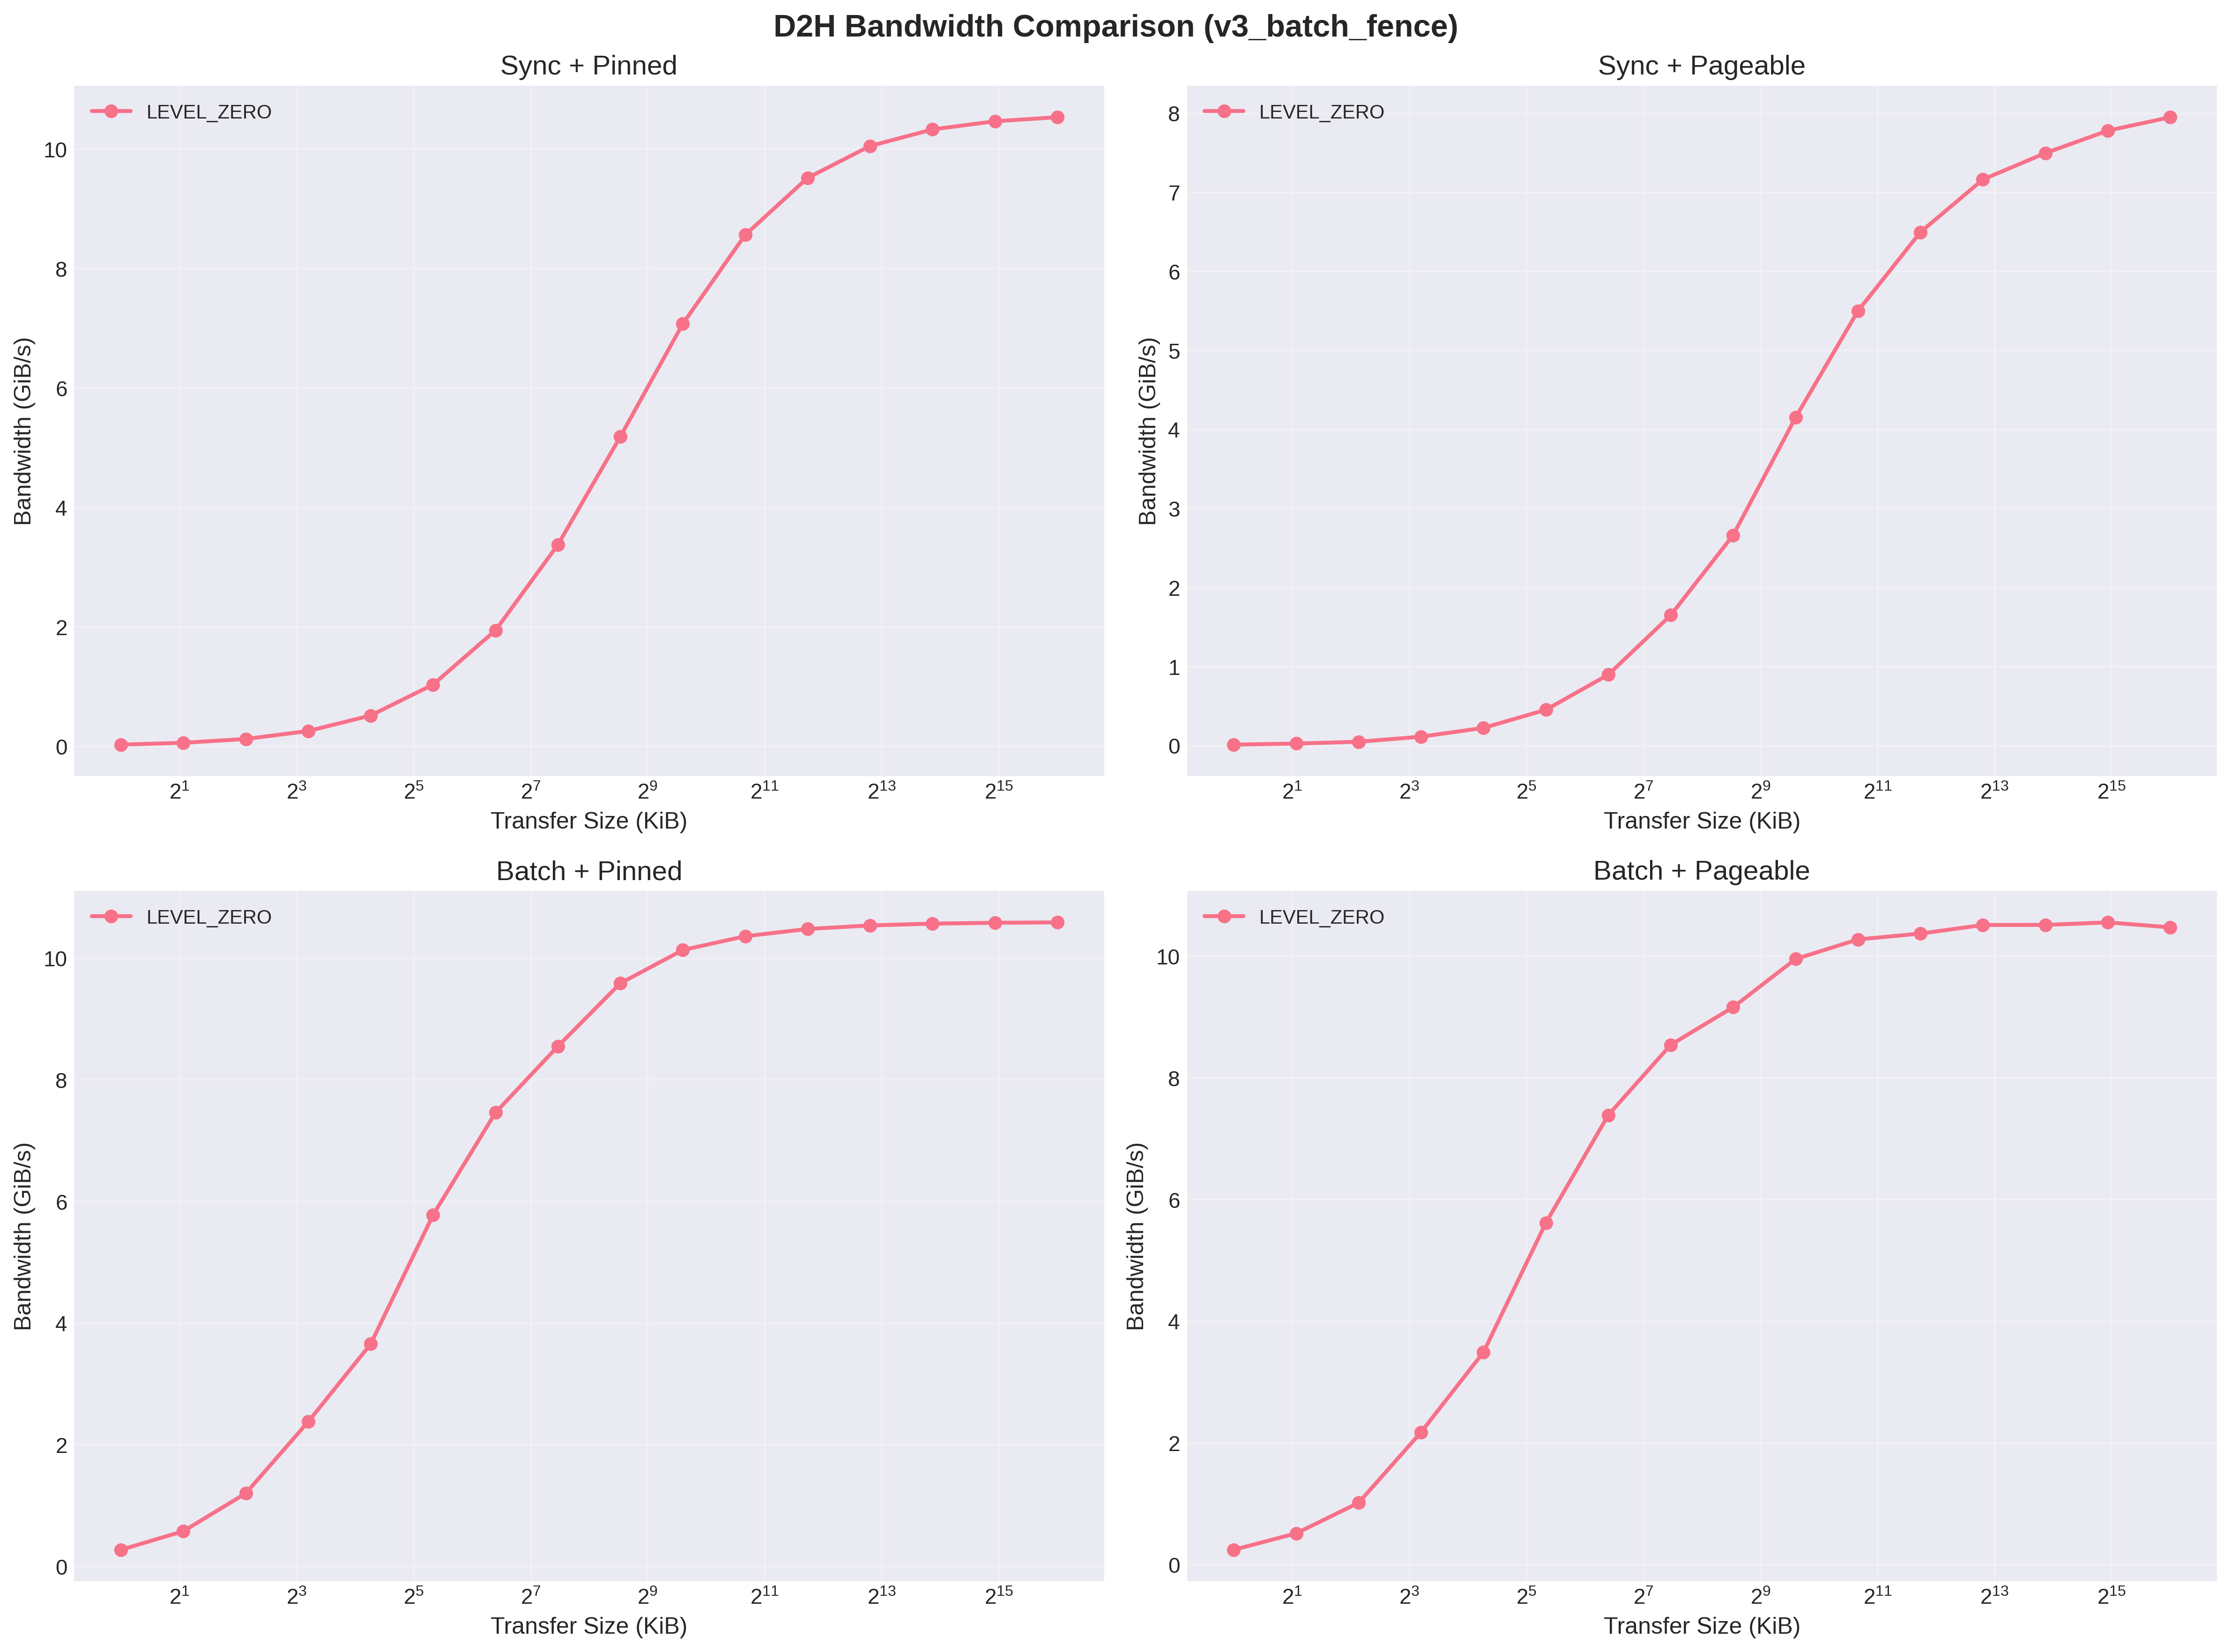 D2H Bandwidth Comparison (v3_batch_fence)
Sync + Pinned
LEVEL_ZERO
Bandwidth (GiB/s)
10
8
6
4
2
0
2^1 2^3 2^5 2^7 2^9 2^11 2^13 2^15
Transfer Size (KiB)
Sync + Pageable
LEVEL_ZERO
Bandwidth (GiB/s)
8
7
6
5
4
3
2
1
0
2^1 2^3 2^5 2^7 2^9 2^11 2^13 2^15
Transfer Size (KiB)
Batch + Pinned
LEVEL_ZERO
Bandwidth (GiB/s)
10
8
6
4
2
0
2^1 2^3 2^5 2^7 2^9 2^11 2^13 2^15
Transfer Size (KiB)
Batch + Pageable
LEVEL_ZERO
Bandwidth (GiB/s)
10
8
6
4
2
0
2^1 2^3 2^5 2^7 2^9 2^11 2^13 2^15
Transfer Size (KiB)